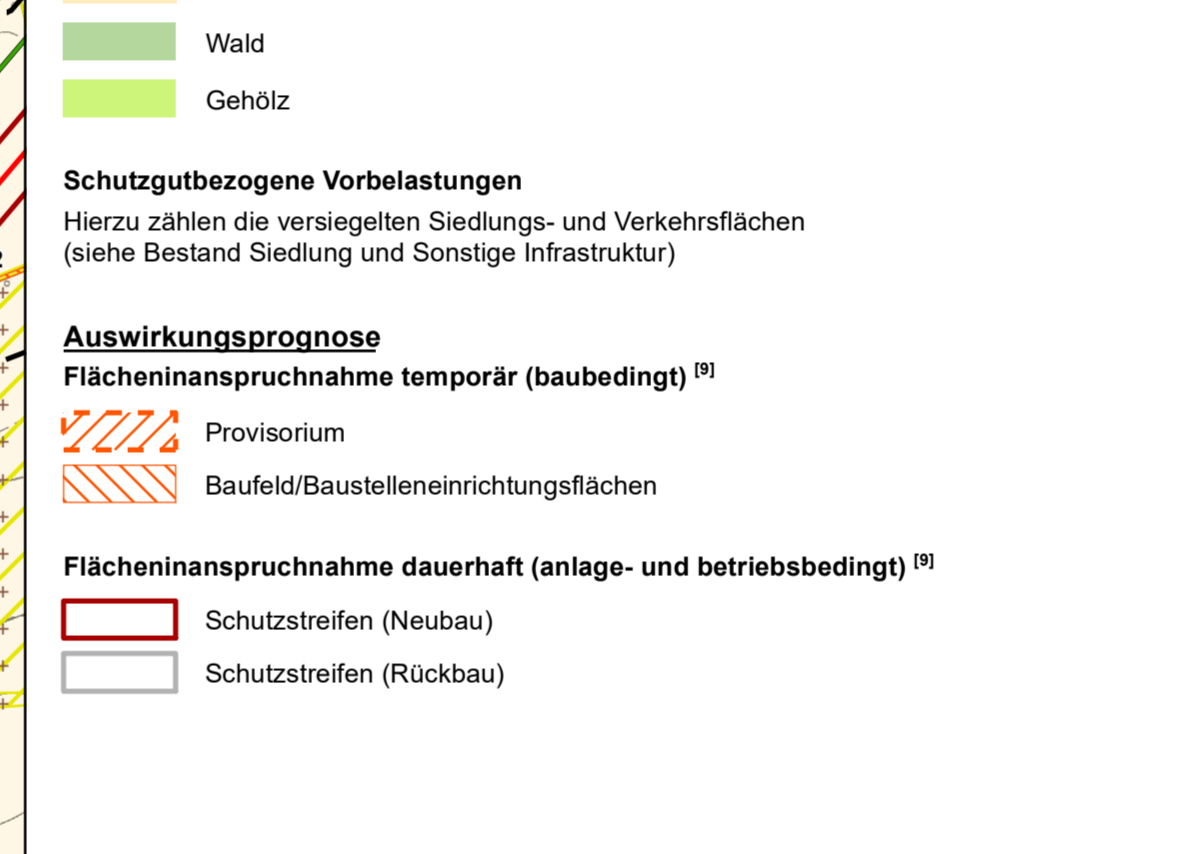 Wald
Gehölz
Schutzgutbezogene Vorbelastungen
Hierzu zählen die versiegelten Siedlungs- und Verkehrsflächen
(siehe Bestand Siedlung und Sonstige Infrastruktur)
Auswirkungsprognose
Flächeninanspruchnahme temporär (baubedingt) [9]
Provisorium
Baufeld/Baustelleneinrichtungsflächen
Flächeninanspruchnahme dauerhaft (anlage- und betriebsbedingt) [9]
Schutzstreifen (Neubau)
Schutzstreifen (Rückbau)